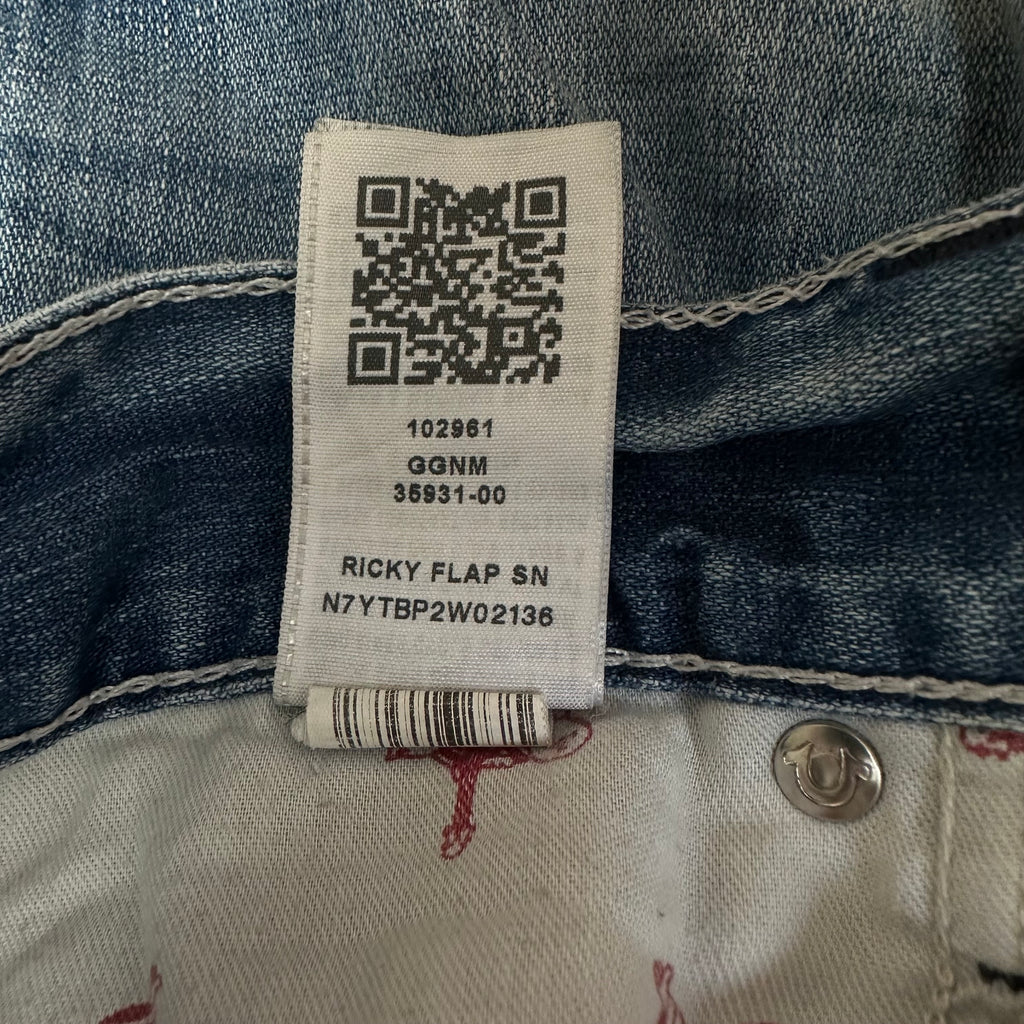 102961
GGNM
35931-00
RICKY FLAP SN
N7YTBP2W02136